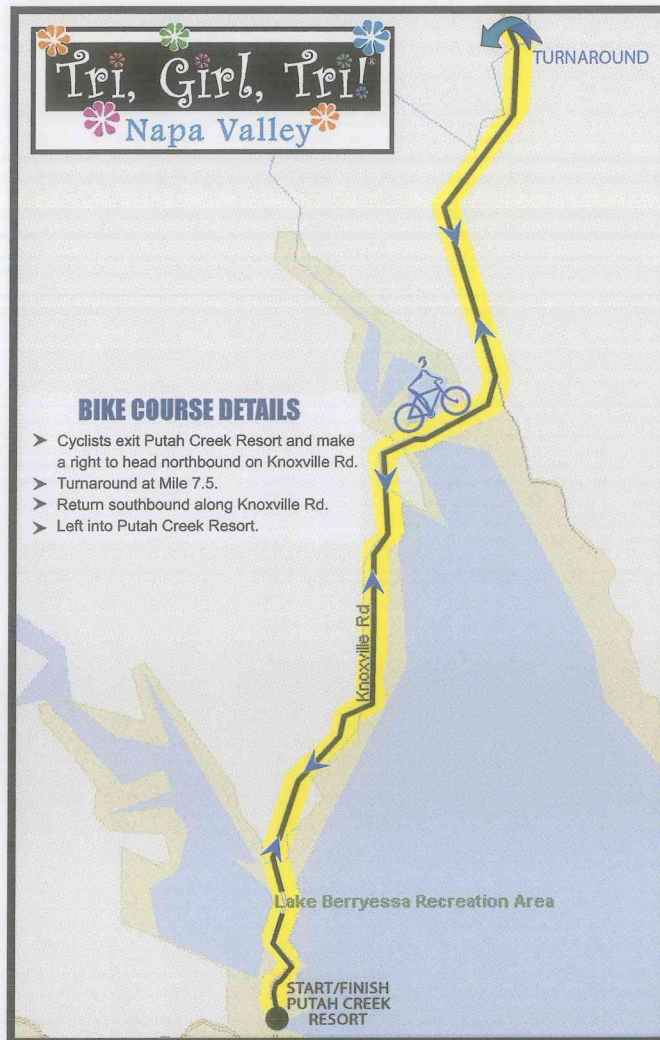 Tri, Girl, Tri!®
Napa Valley
TURNAROUND
BIKE COURSE DETAILS
➤ Cyclists exit Putah Creek Resort and make
a right to head northbound on Knoxville Rd.
➤ Turnaround at Mile 7.5.
➤ Return southbound along Knoxville Rd.
➤ Left into Putah Creek Resort.
Knoxville Rd
Lake Berryessa Recreation Area
START/FINISH
PUTAH CREEK
RESORT